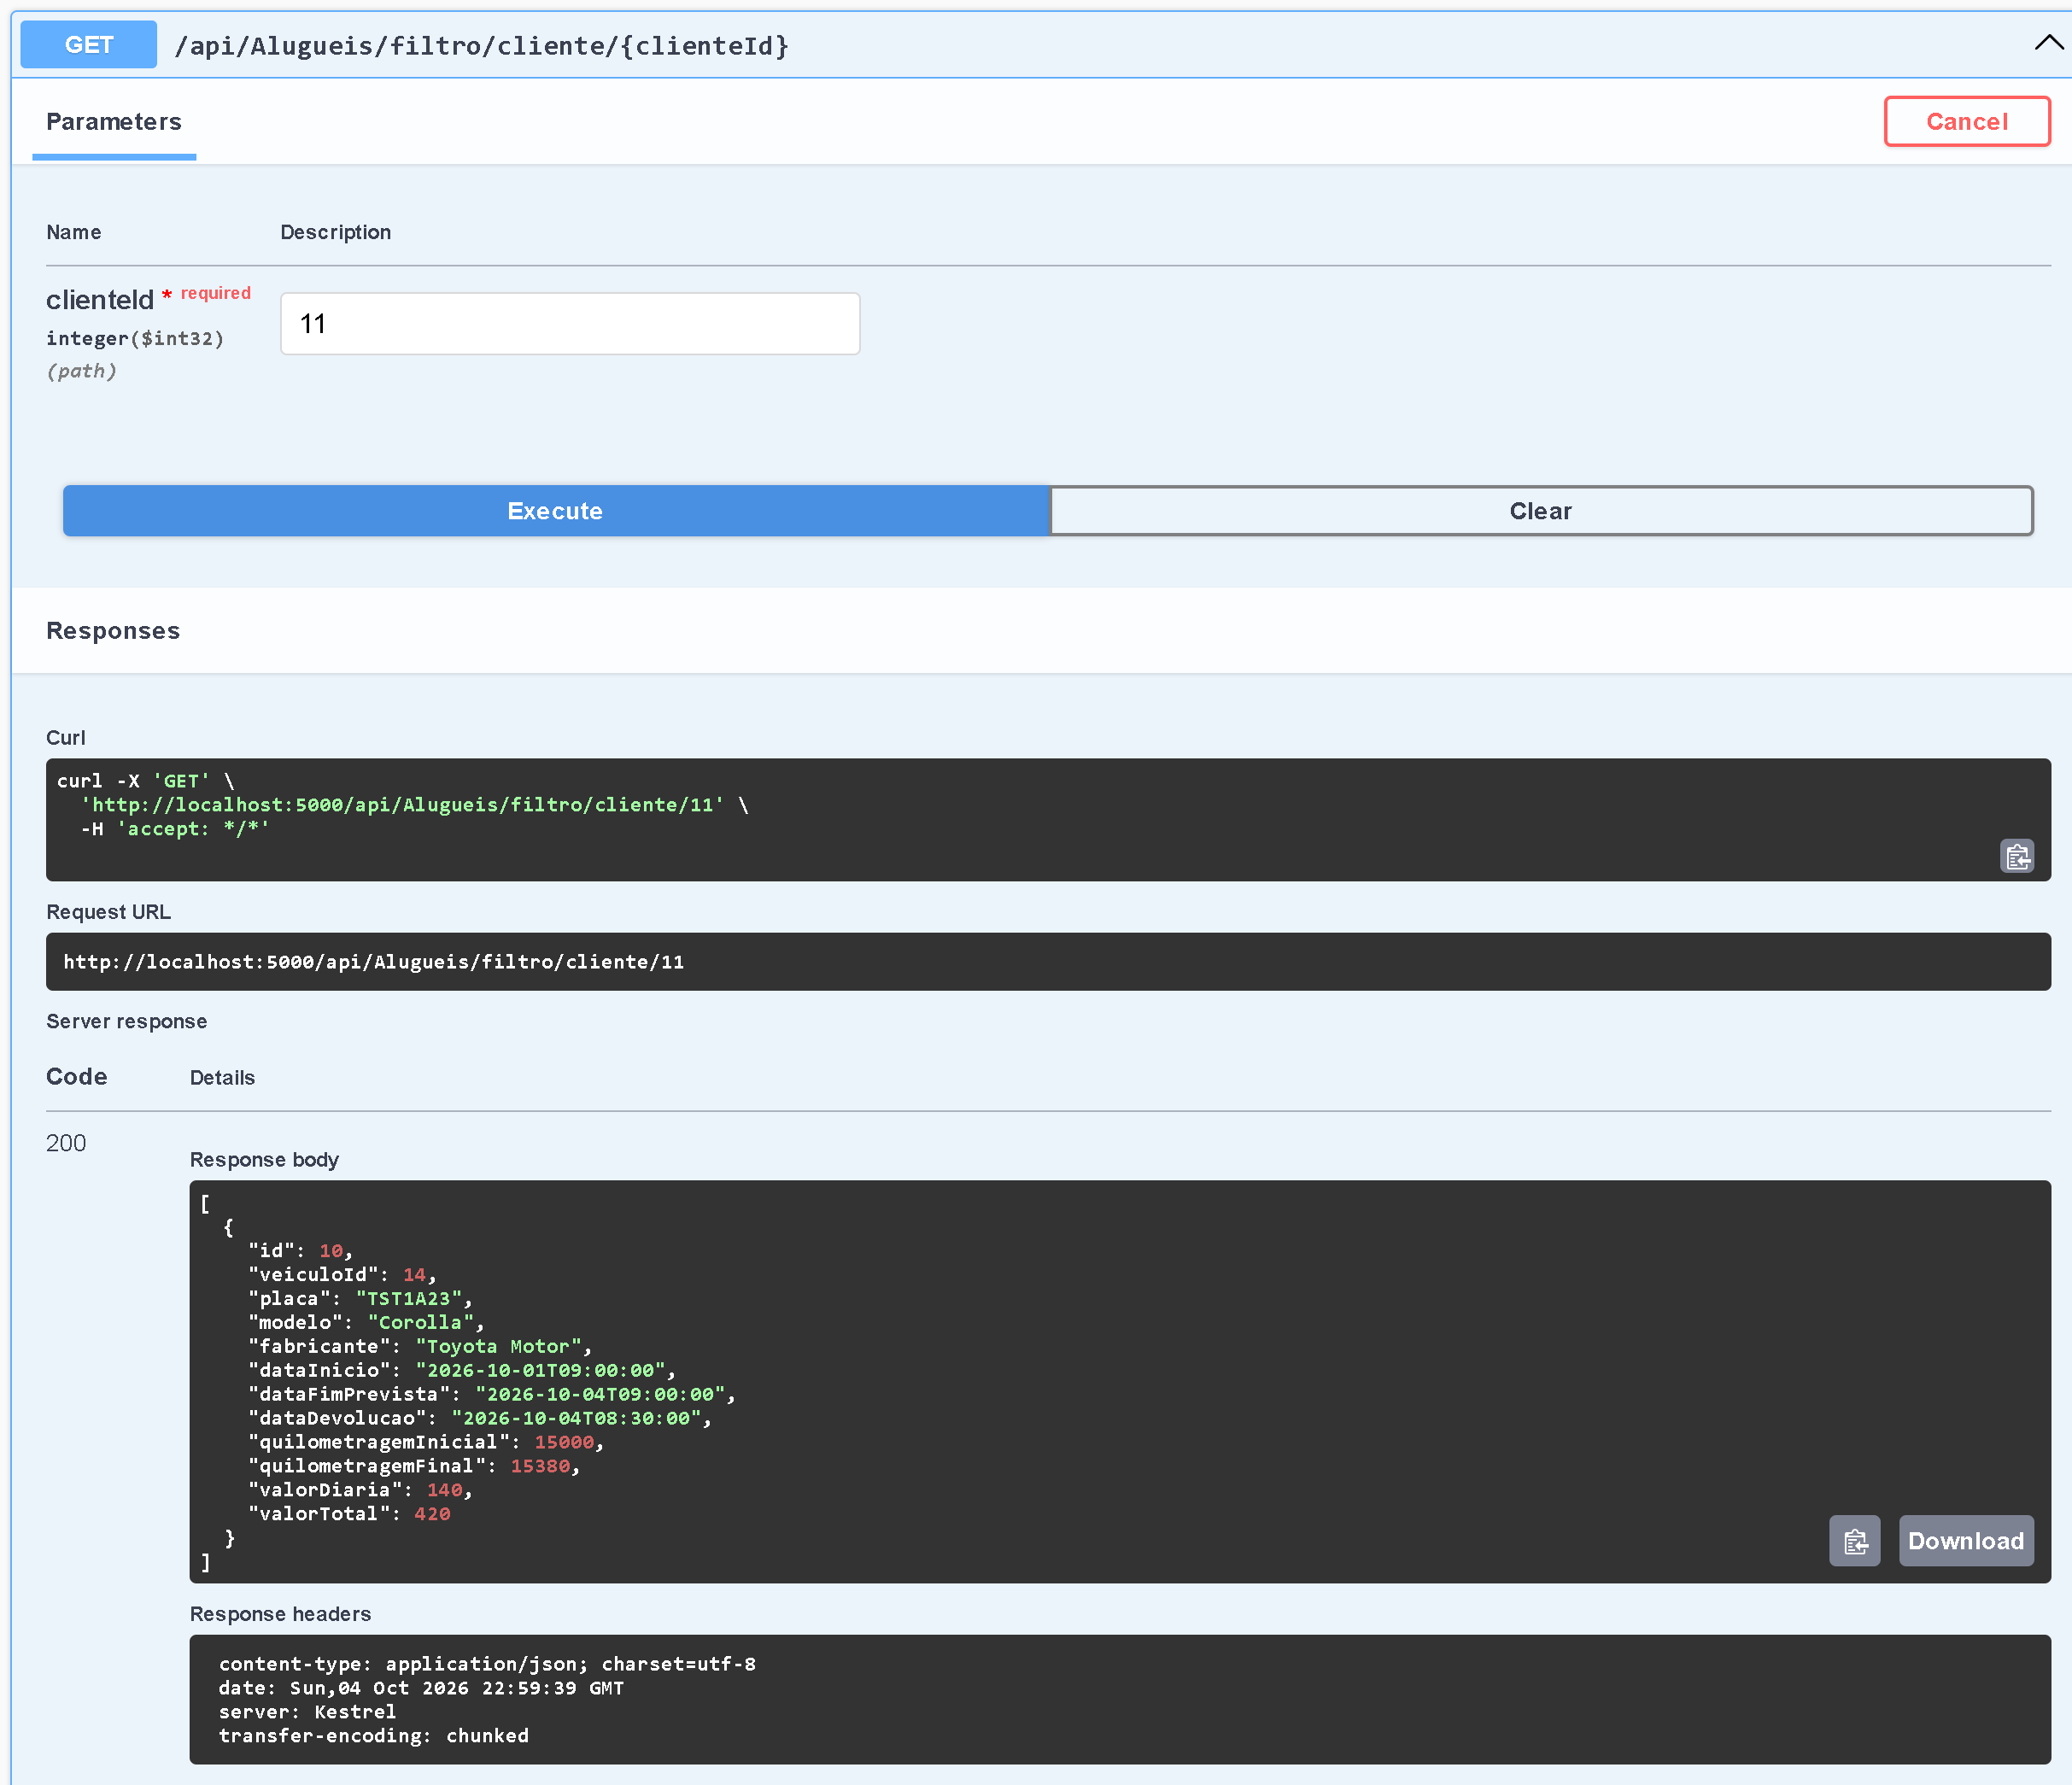 GET /api/Alugueis/filtro/cliente/{clienteId}
Parameters
Cancel
Name Description
clienteId * required
integer($int32)
(path)
11
Execute
Clear
Responses
Curl
curl -X 'GET' \
'http://localhost:5000/api/Alugueis/filtro/cliente/11' \
-H 'accept: */*'
Request URL
http://localhost:5000/api/Alugueis/filtro/cliente/11
Server response
Code Details
200
Response body
[
{
"id": 10,
"veiculoId": 14,
"placa": "TST1A23",
"modelo": "Corolla",
"fabricante": "Toyota Motor",
"dataInicio": "2026-10-01T09:00:00",
"dataFimPrevista": "2026-10-04T09:00:00",
"dataDevolucao": "2026-10-04T08:30:00",
"quilometragemInicial": 15000,
"quilometragemFinal": 15380,
"valorDiaria": 140,
"valorTotal": 420
}
]
Download
Response headers
content-type: application/json; charset=utf-8
date: Sun,04 Oct 2026 22:59:39 GMT
server: Kestrel
transfer-encoding: chunked